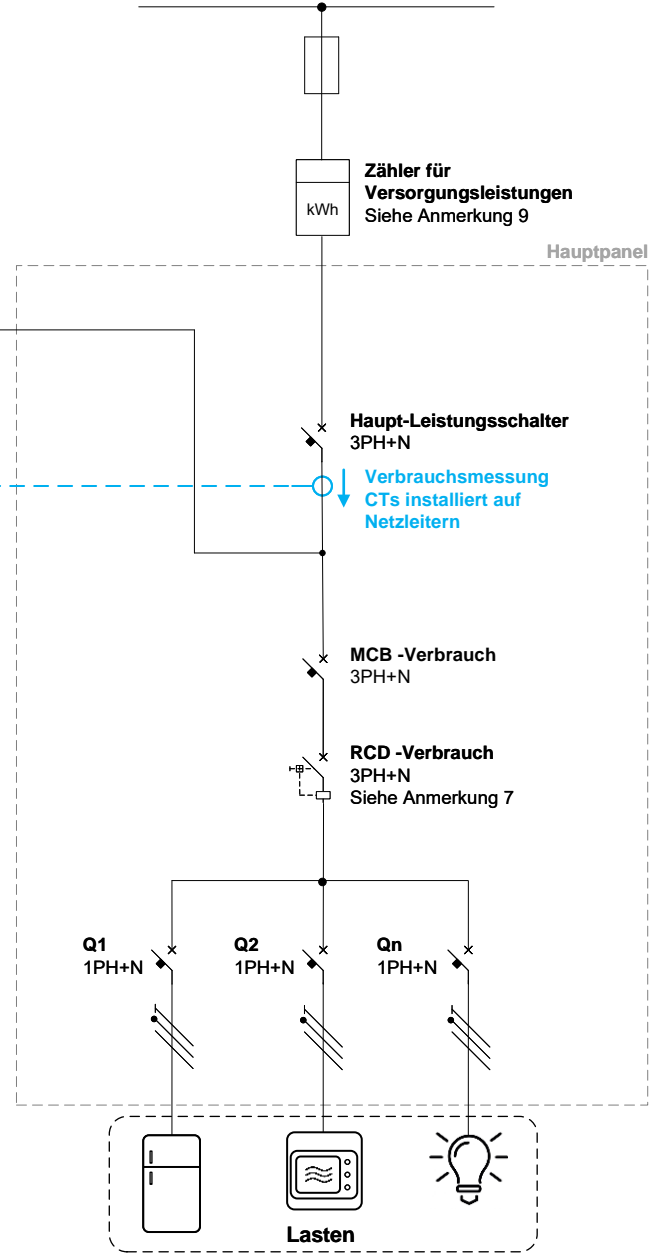 Zähler für
Versorgungsleistungen
Siehe Anmerkung 9
kWh
Hauptpanel
Haupt-Leistungsschalter
3PH+N
Verbrauchsmessung
CTs installiert auf
Netzleitern
MCB -Verbrauch
3PH+N
RCD -Verbrauch
3PH+N
Siehe Anmerkung 7
Q1
1PH+N
Q2
1PH+N
Qn
1PH+N
Lasten